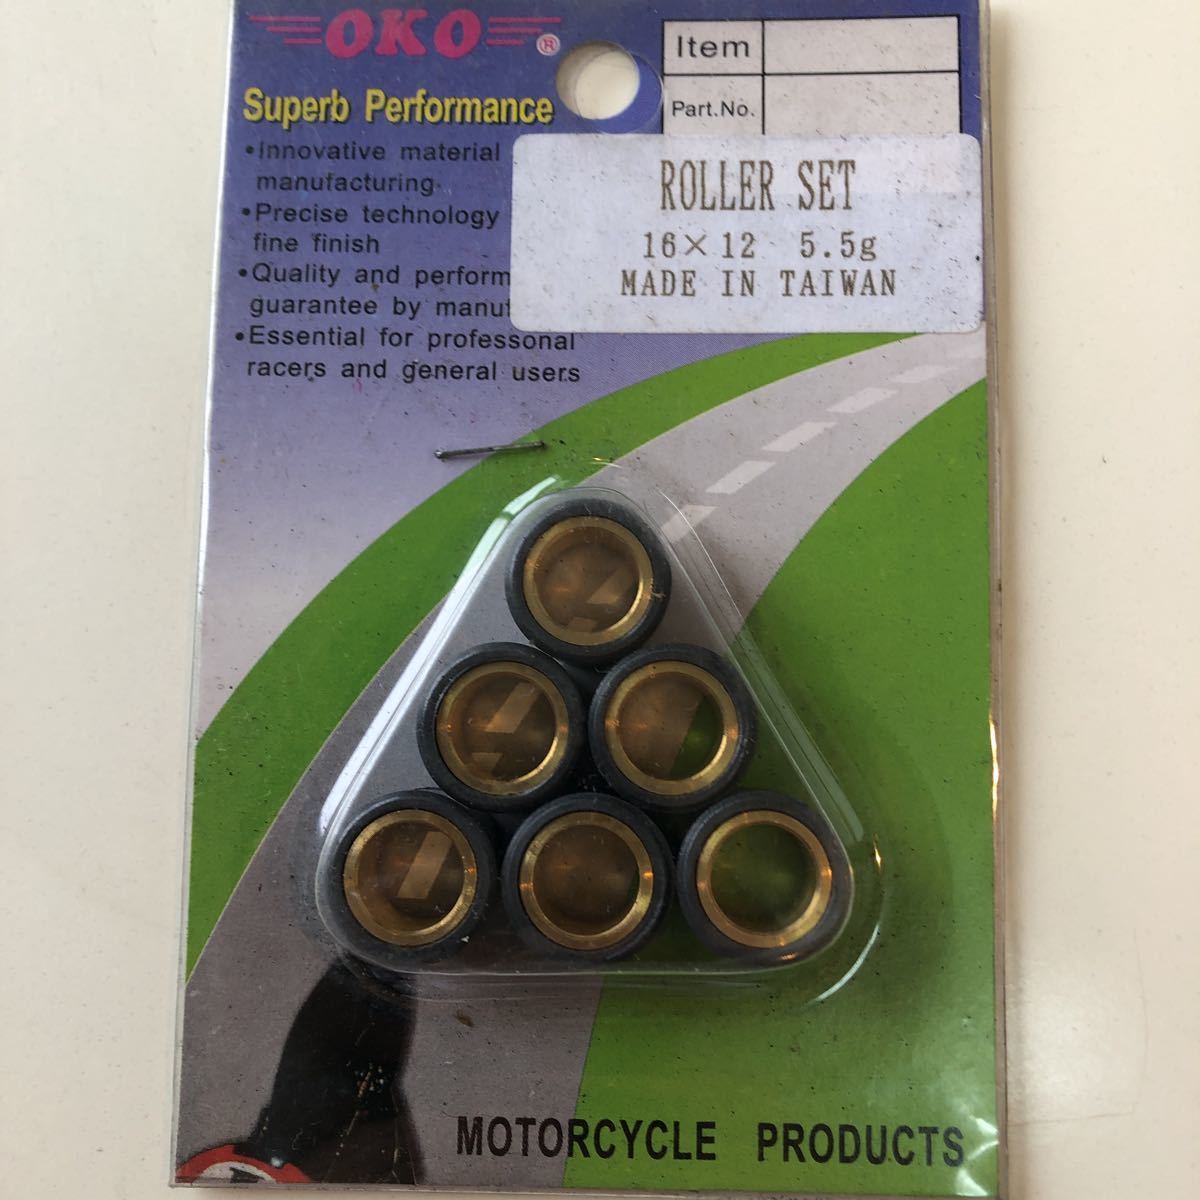 OKO®
Superb Performance
•Innovative material
manufacturing
•Precise technology
fine finish
•Quality and perform
guarantee by manu
•Essential for professonal
racers and general users
Item
Part.No.
ROLLER SET
16×12 5.5g
MADE IN TAIWAN
MOTORCYCLE PRODUCTS